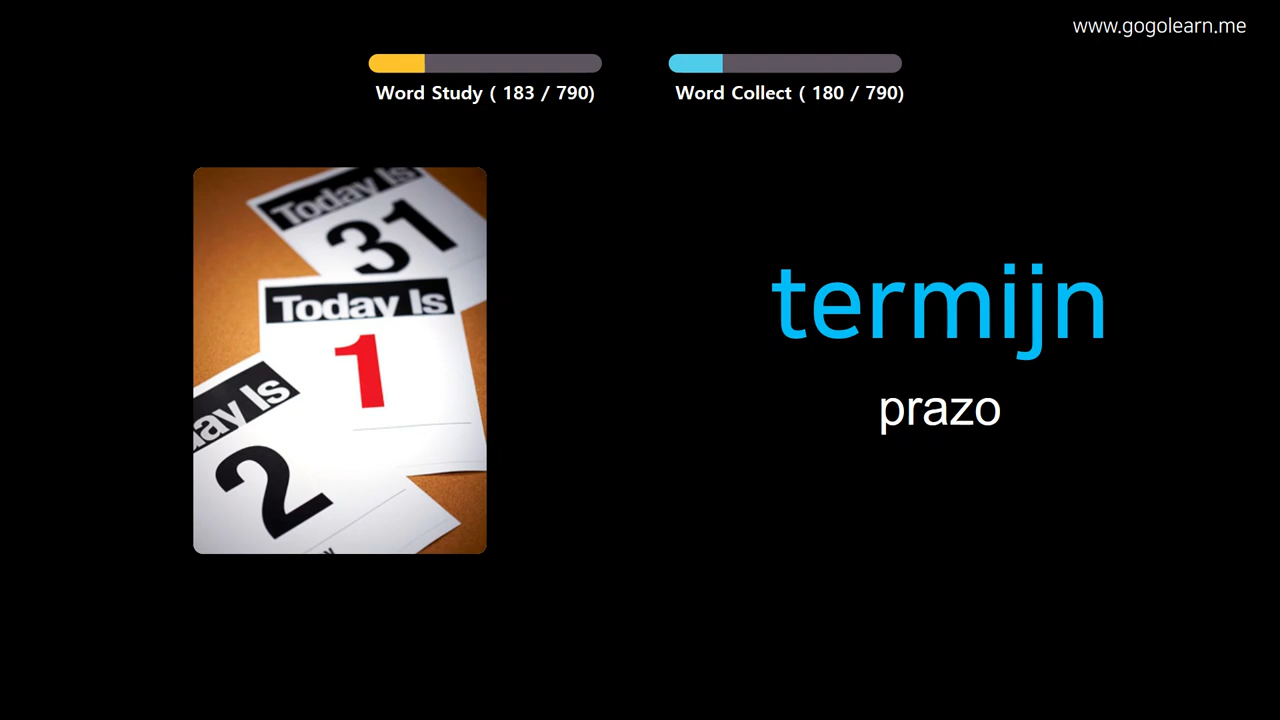 www.gogolearn.me
Word Study ( 183 / 790)
Word Collect ( 180 / 790)
Today Is
31
Today Is
1
ay Is
2
termijn
prazo